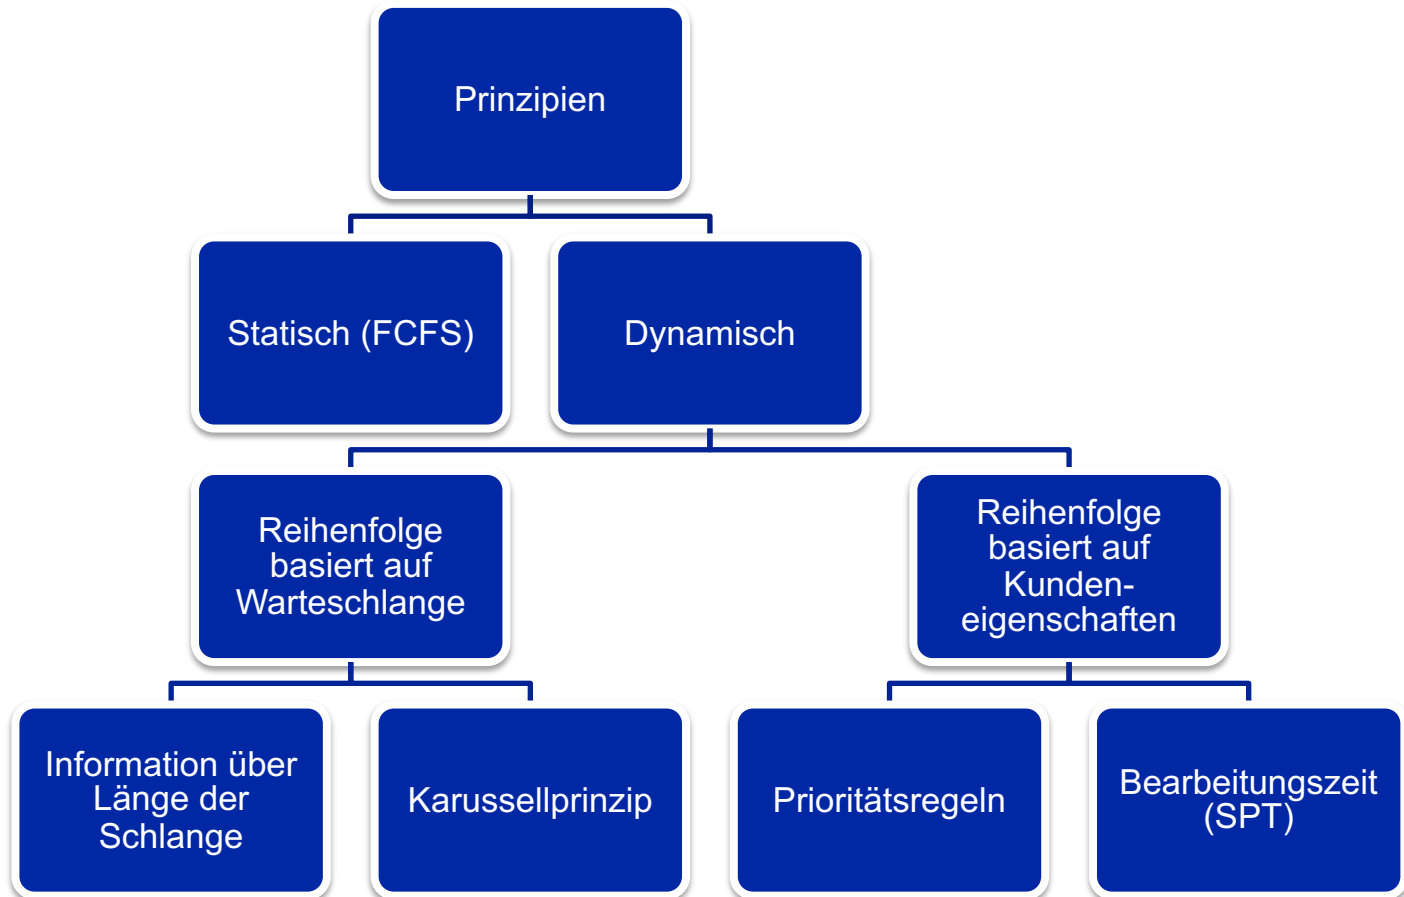 Prinzipien
Statisch (FCFS)
Dynamisch
Reihenfolge
basiert auf
Warteschlange
Reihenfolge
basiert auf
Kunden-
eigenschaften
Information über
Länge der
Schlange
Karussellprinzip
Prioritätsregeln
Bearbeitungszeit
(SPT)